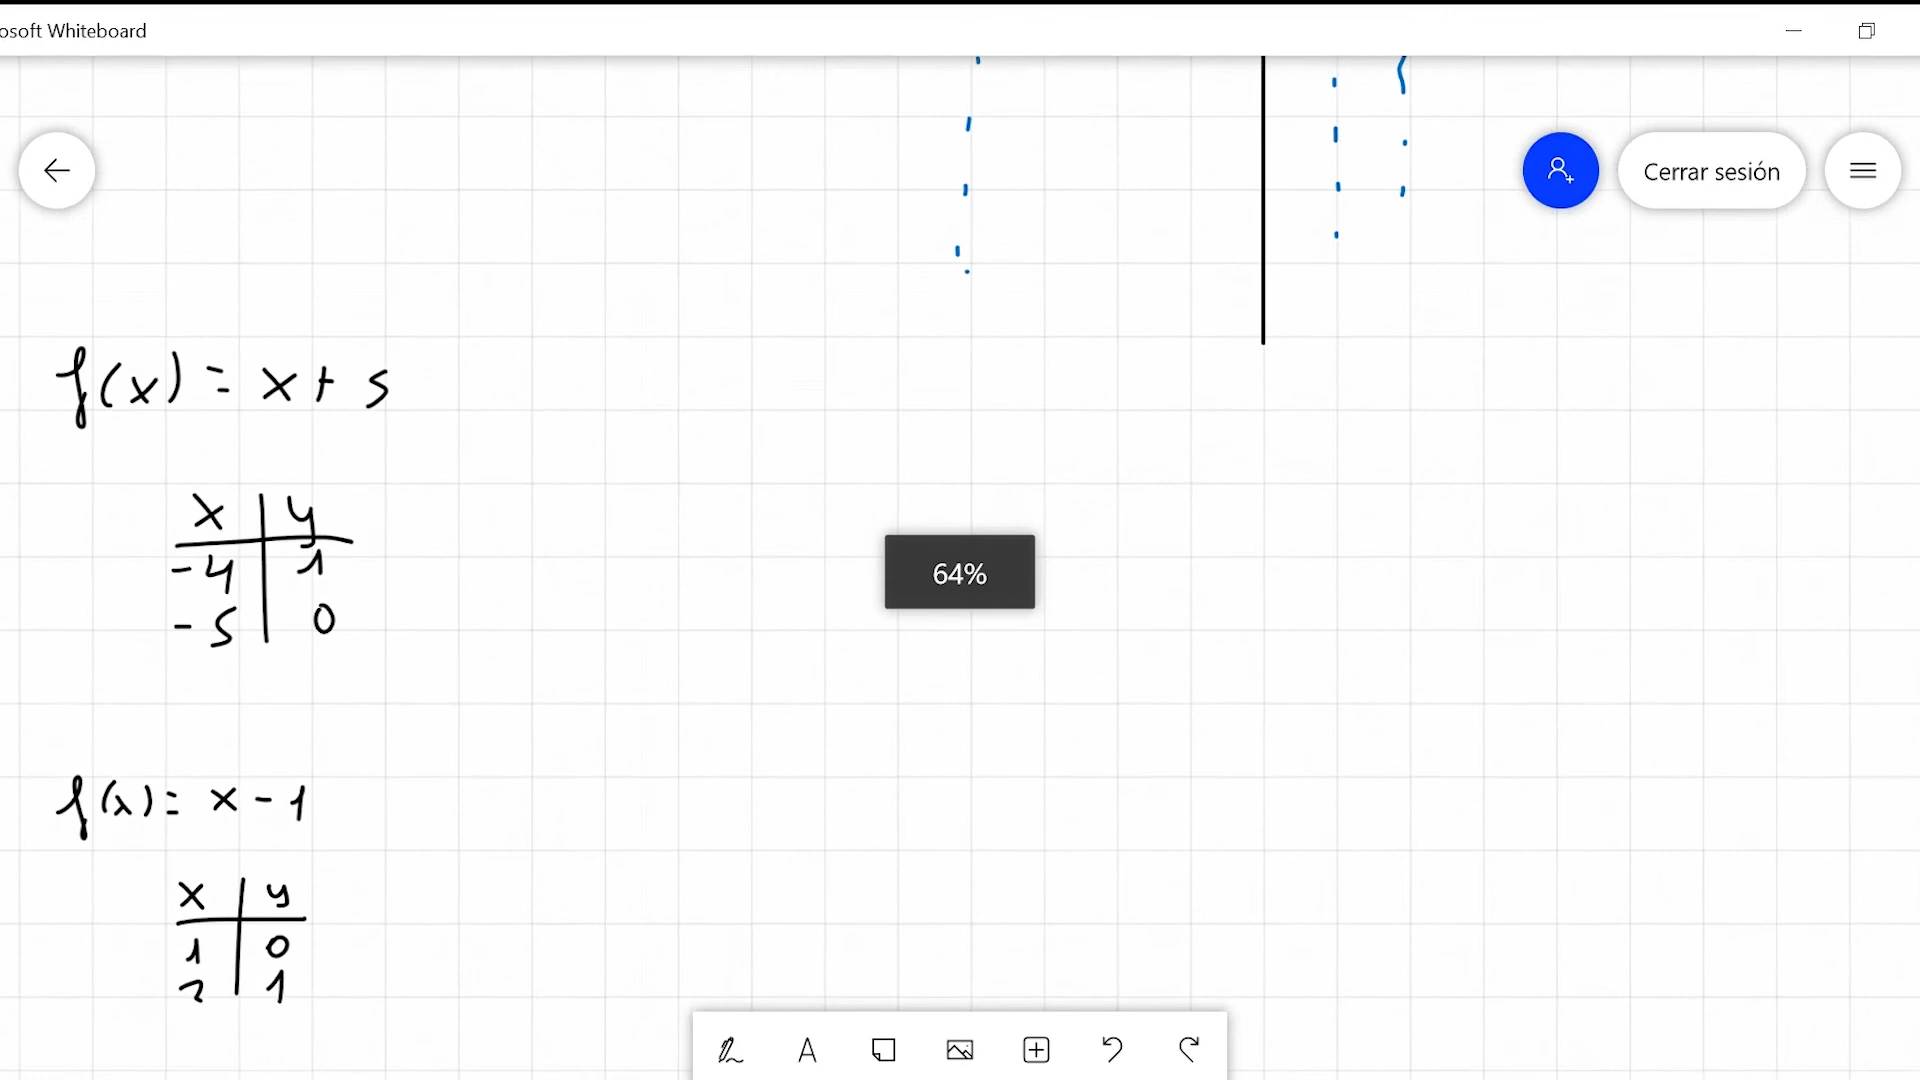 osoft Whiteboard
Cerrar sesión
f(x) = x + 5
x | y
-4 | 1
-5 | 0
64%
f(x) = x - 1
x | y
1 | 0
2 | 1
A